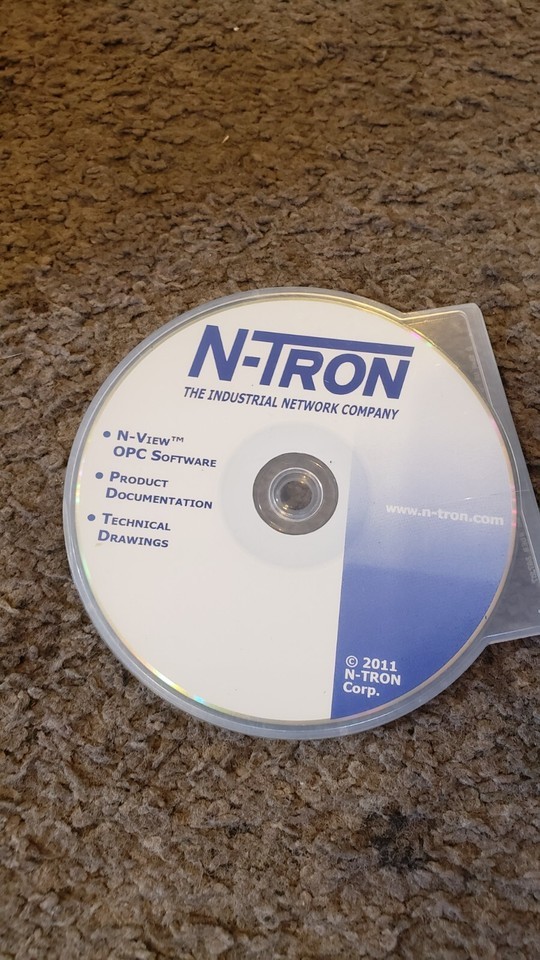 N-TRON
THE INDUSTRIAL NETWORK COMPANY
• N-VIEW™
OPC SOFTWARE
• PRODUCT
DOCUMENTATION
• TECHNICAL
DRAWINGS
www.n-tron.com
© 2011
N-TRON
Corp.